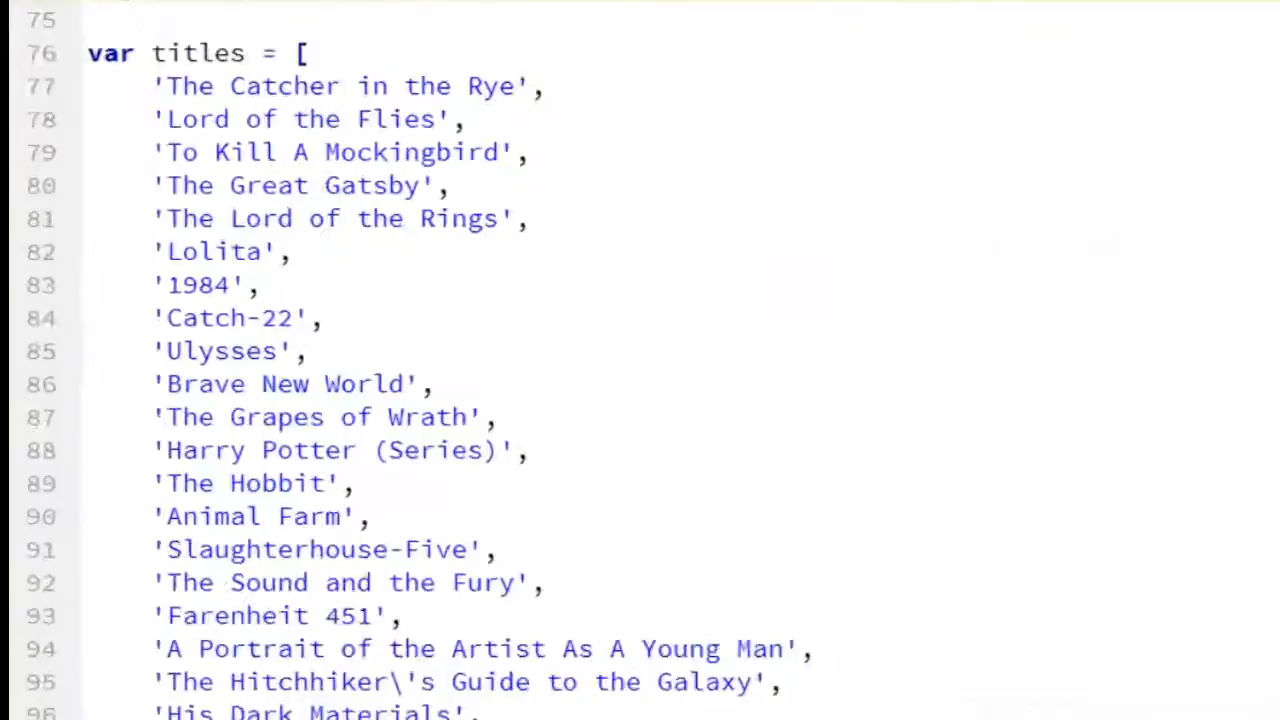 75
76 var titles = [
77 'The Catcher in the Rye',
78 'Lord of the Flies',
79 'To Kill A Mockingbird',
80 'The Great Gatsby',
81 'The Lord of the Rings',
82 'Lolita',
83 '1984',
84 'Catch-22',
85 'Ulysses',
86 'Brave New World',
87 'The Grapes of Wrath',
88 'Harry Potter (Series)',
89 'The Hobbit',
90 'Animal Farm',
91 'Slaughterhouse-Five',
92 'The Sound and the Fury',
93 'Farenheit 451',
94 'A Portrait of the Artist As A Young Man',
95 'The Hitchhiker\'s Guide to the Galaxy',
96 'His Dark Materials',